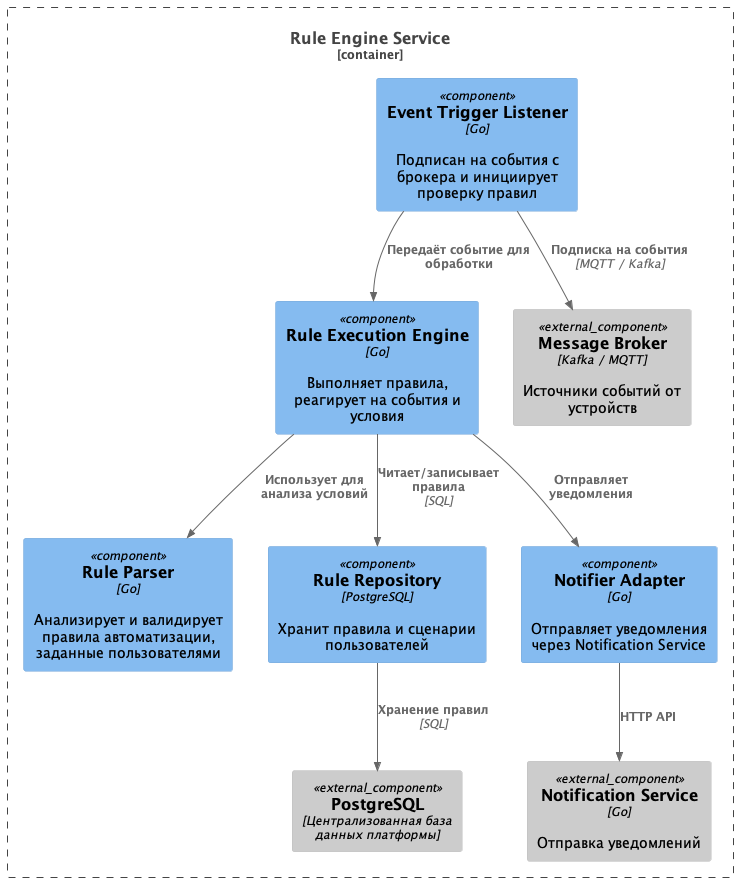 Rule Engine Service
[container]
«component»
Event Trigger Listener
[Go]
Подписан на события с
брокера и инициирует
проверку правил
Передаёт событие для
обработки
Подписка на события
[MQTT / Kafka]
«component»
Rule Execution Engine
[Go]
Выполняет правила,
реагирует на события и
условия
«external_component»
Message Broker
[Kafka / MQTT]
Источники событий от
устройств
Использует для
анализа условий
Читает/записывает
правила
[SQL]
Отправляет
уведомления
«component»
Rule Parser
[Go]
Анализирует и валидирует
правила автоматизации,
заданные пользователями
«component»
Rule Repository
[PostgreSQL]
Хранит правила и сценарии
пользователей
«component»
Notifier Adapter
[Go]
Отправляет уведомления
через Notification Service
Хранение правил
[SQL]
HTTP API
«external_component»
PostgreSQL
[Централизованная база
данных платформы]
«external_component»
Notification Service
[Go]
Отправка уведомлений